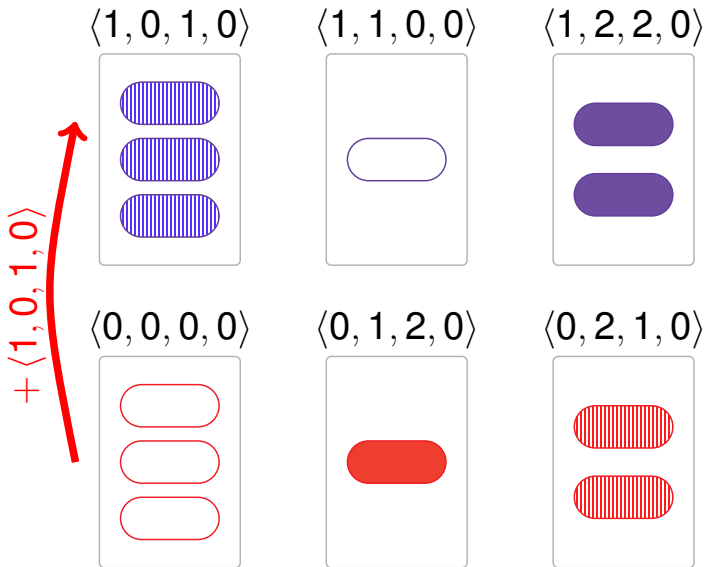 ⟨1, 0, 1, 0⟩ ⟨1, 1, 0, 0⟩ ⟨1, 2, 2, 0⟩
+ ⟨1, 0, 1, 0⟩
⟨0, 0, 0, 0⟩ ⟨0, 1, 2, 0⟩ ⟨0, 2, 1, 0⟩